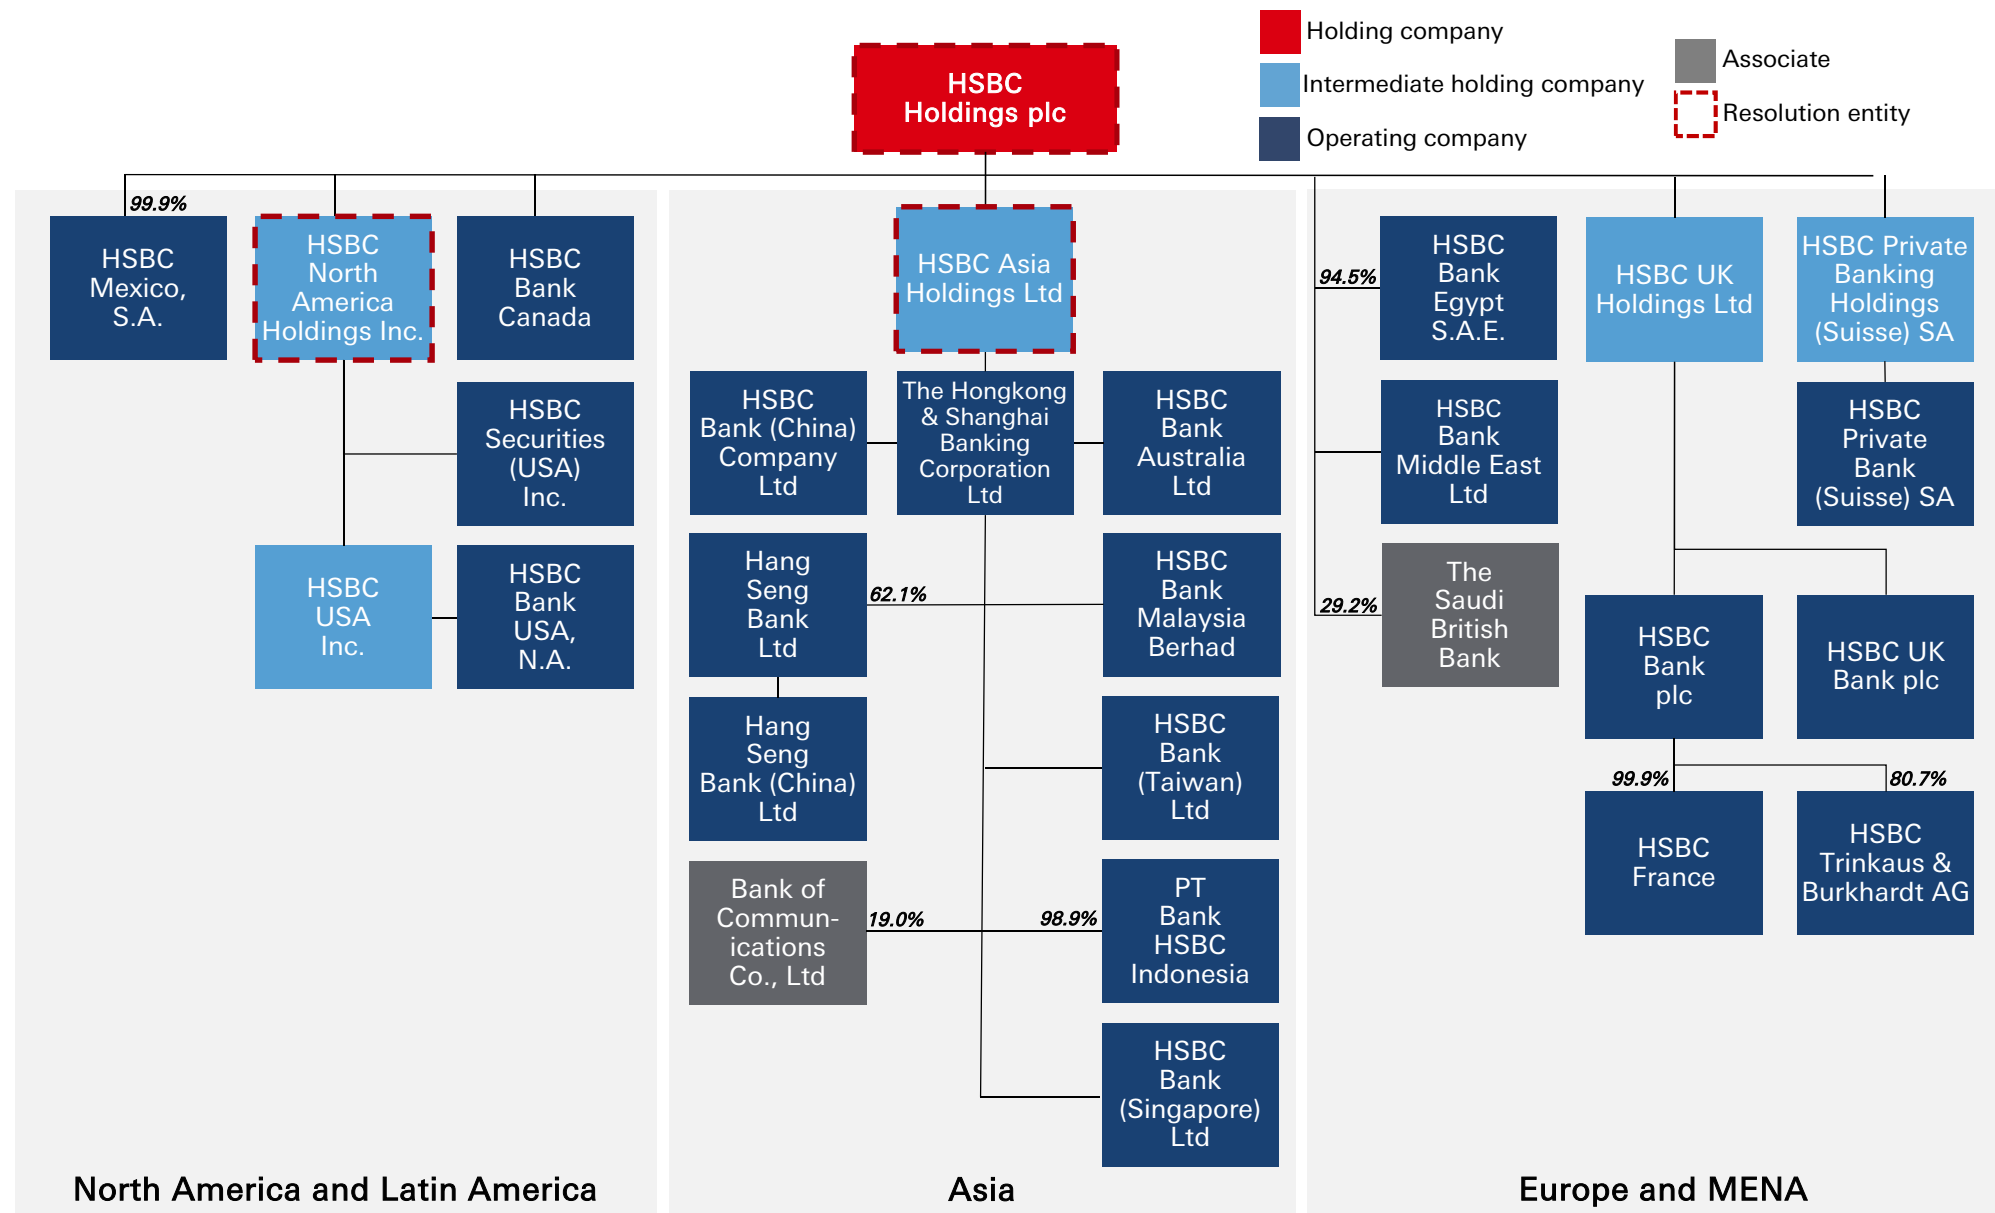 HSBC
Holdings plc
Holding company
Intermediate holding company
Operating company
Associate
Resolution entity
99.9%
HSBC
Mexico,
S.A.
HSBC
North
America
Holdings Inc.
HSBC
Bank
Canada
HSBC
Securities
(USA)
Inc.
HSBC
USA
Inc.
HSBC
Bank
USA,
N.A.
North America and Latin America
HSBC Asia
Holdings Ltd
HSBC
Bank (China)
Company
Ltd
The Hongkong
& Shanghai
Banking
Corporation
Ltd
HSBC
Bank
Australia
Ltd
Hang
Seng
Bank
Ltd
62.1%
HSBC
Bank
Malaysia
Berhad
Hang
Seng
Bank (China)
Ltd
HSBC
Bank
(Taiwan)
Ltd
Bank of
Commun-
ications
Co., Ltd
19.0%
98.9%
PT
Bank
HSBC
Indonesia
HSBC
Bank
(Singapore)
Ltd
Asia
94.5%
HSBC
Bank
Egypt
S.A.E.
HSBC UK
Holdings Ltd
HSBC Private
Banking
Holdings
(Suisse) SA
HSBC
Bank
Middle East
Ltd
HSBC
Private
Bank
(Suisse) SA
29.2%
The
Saudi
British
Bank
HSBC
Bank
plc
HSBC UK
Bank plc
99.9%
80.7%
HSBC
France
HSBC
Trinkaus &
Burkhardt AG
Europe and MENA